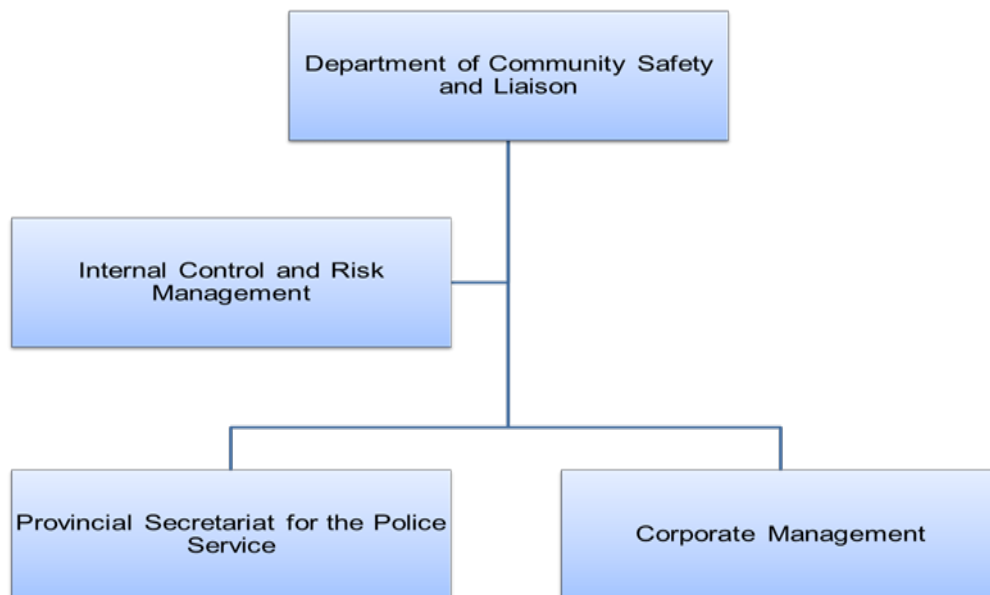 Department of Community Safety
and Liaison
Internal Control and Risk
Management
Provincial Secretariat for the Police
Service
Corporate Management